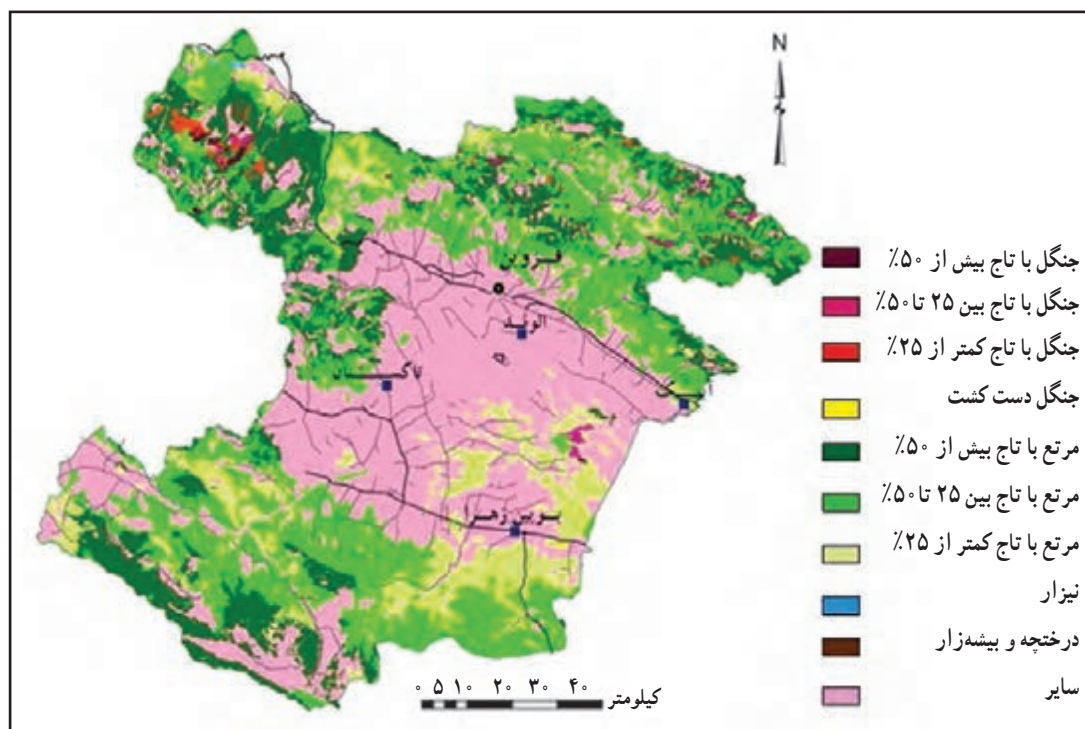 N
قزوین
الوند
تاکستان
آبیک
بویین زهرا
جنگل با تاج بیش از ۵۰٪
جنگل با تاج بین ۲۵ تا ۵۰٪
جنگل با تاج کمتر از ۲۵٪
جنگل دست کشت
مرتع با تاج بیش از ۵۰٪
مرتع با تاج بین ۲۵ تا ۵۰٪
مرتع با تاج کمتر از ۲۵٪
نیزار
درختچه و بیشه‌زار
سایر
۰ ۵ ۱۰ ۲۰ ۳۰ ۴۰ کیلومتر